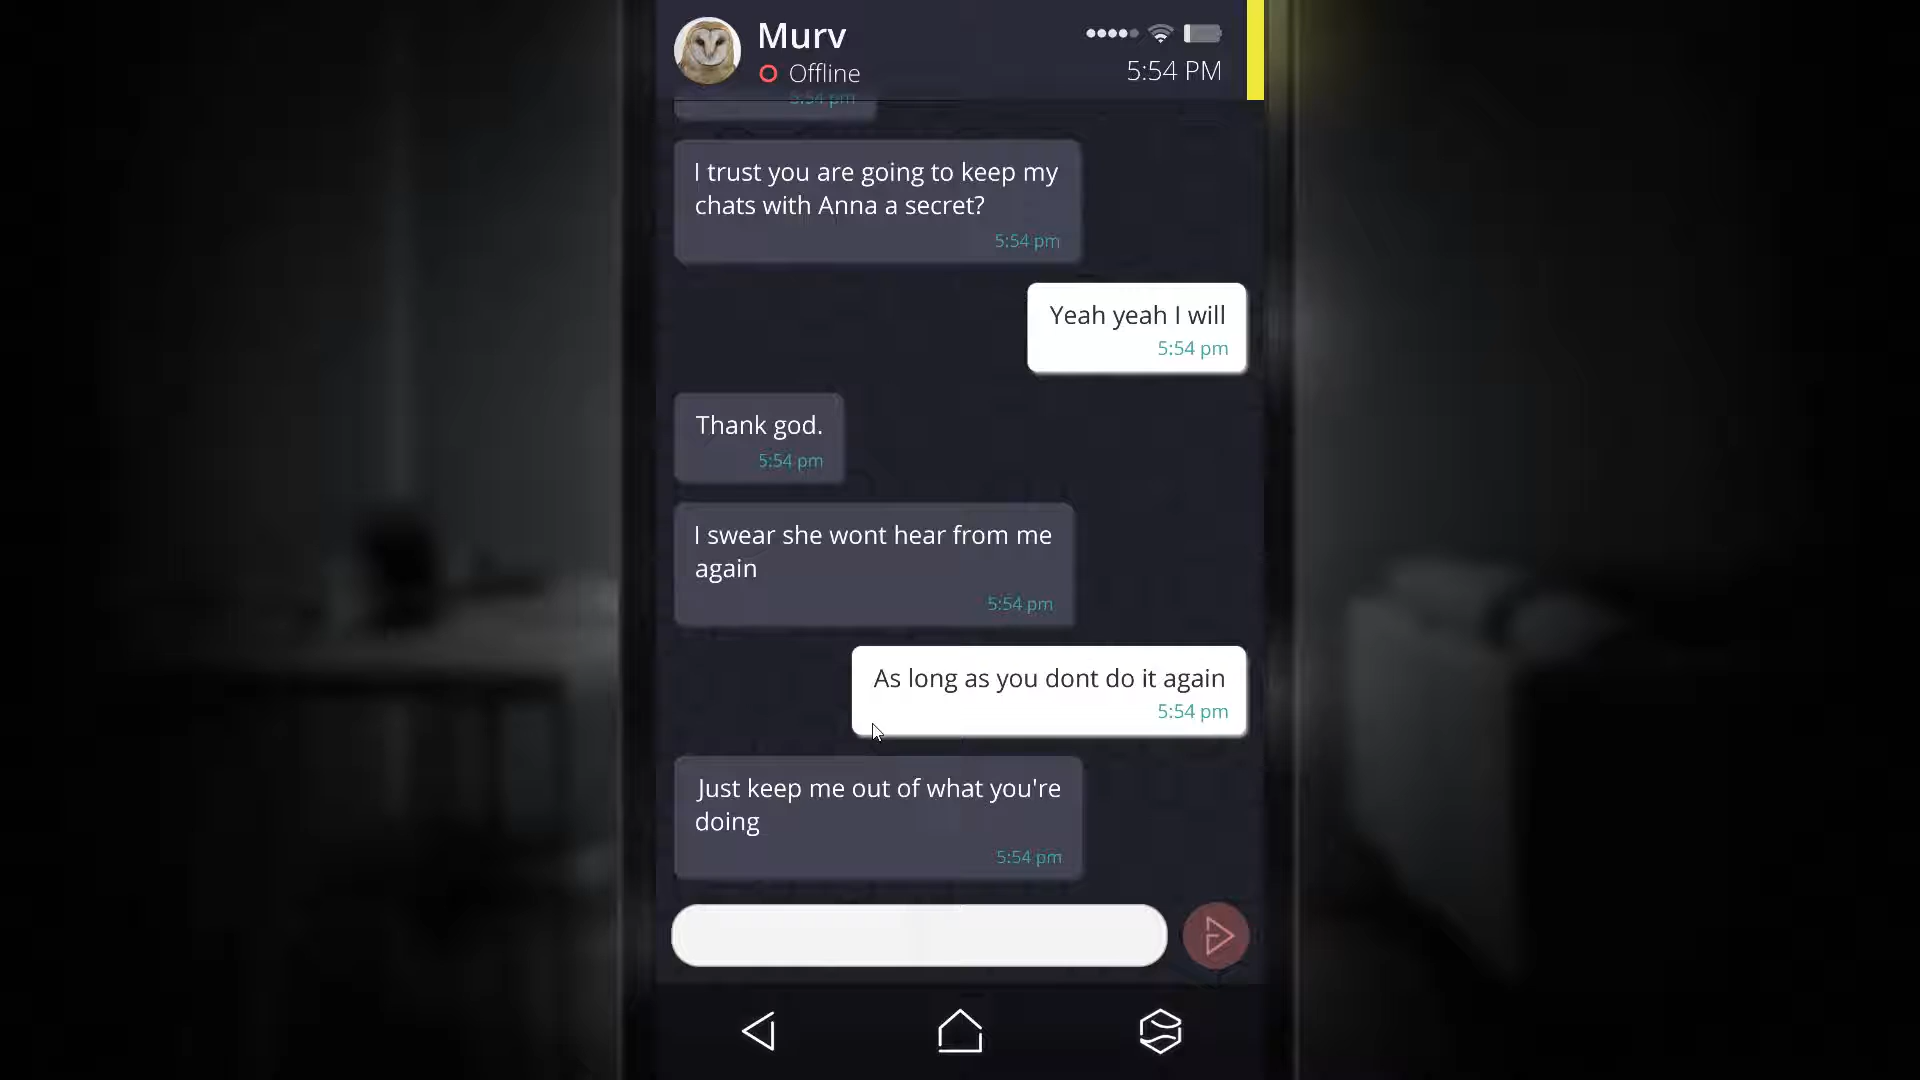 Murv
Offline
5:54 PM
5:54 pm
I trust you are going to keep my
chats with Anna a secret?
5:54 pm
Yeah yeah I will
5:54 pm
Thank god.
5:54 pm
I swear she wont hear from me
again
5:54 pm
As long as you dont do it again
5:54 pm
Just keep me out of what you're
doing
5:54 pm